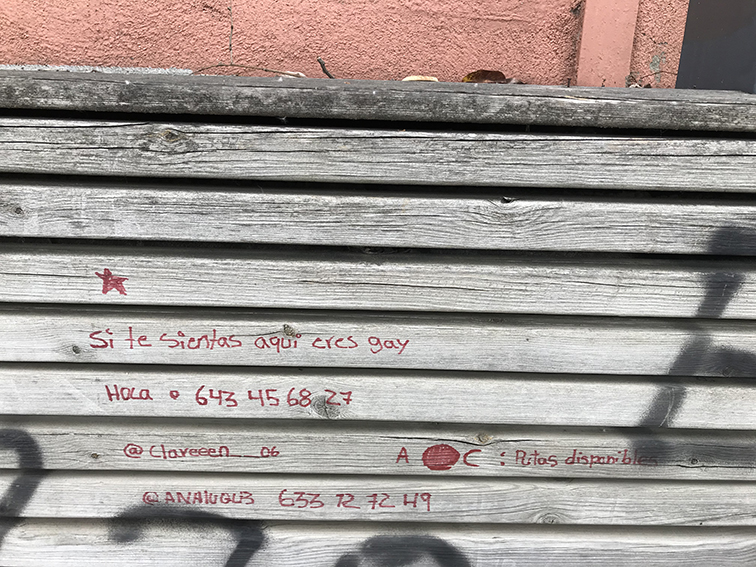 Si te sientas aqui eres gay
Hola 643 45 68 27
@claveeen__06
A C : Putas disponibles
633 72 72 49